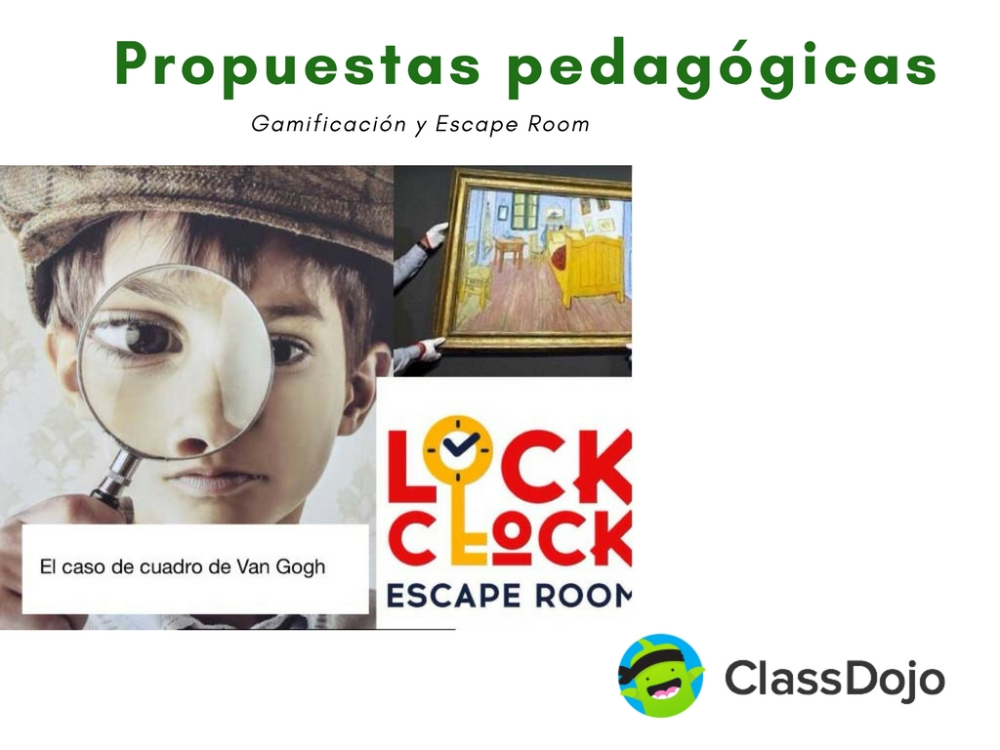 Propuestas pedagógicas
Gamificación y Escape Room
El caso de cuadro de Van Gogh
LOCK
CLOCK
ESCAPE ROOM
ClassDojo